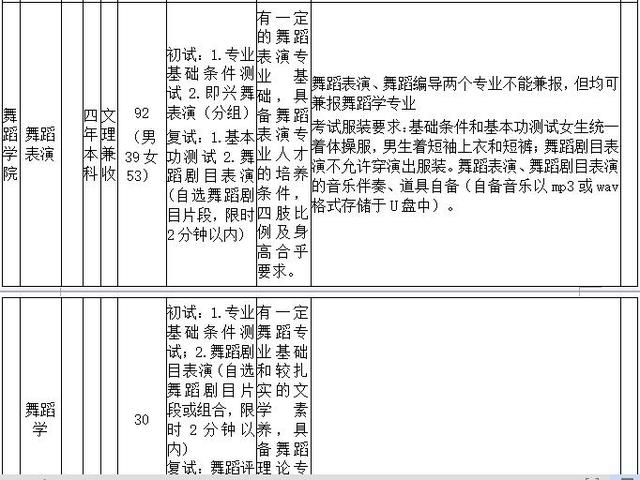 舞
蹈
学
院
舞蹈
表演
四
年
本
科
文
理
兼
收
92
（男
39女
53）
初试：1.专业
基础条件测
试 2.即兴舞
表演（分组）
复试：1.基本
功测试 2.舞
蹈剧目表演
（自选舞蹈剧
目片段，限时
2分钟以内）
有一定
的舞蹈
表演专
业基
础，具
备舞蹈
表演专
业人才
的培养
条件，
四肢比
例及身
高合乎
要求。
舞蹈表演、舞蹈编导两个专业不能兼报，但均可
兼报舞蹈学专业
考试服装要求：基础条件和基本功测试女生统一
着体操服，男生着短袖上衣和短裤；舞蹈剧目表
演不允许穿演出服装。舞蹈表演、舞蹈剧目表演
的音乐伴奏、道具自备（自备音乐以mp3或wav
格式存储于U盘中）。
舞蹈
学
30
初试：1.专业
基础条件测
试；2.舞蹈剧
目表演（自选
舞蹈剧目片
段或组合，限
时2分钟以
内）
复试：舞蹈评
有一定
舞蹈专
业基础
和较扎
实的文
学素
养，具
备舞蹈
理论专